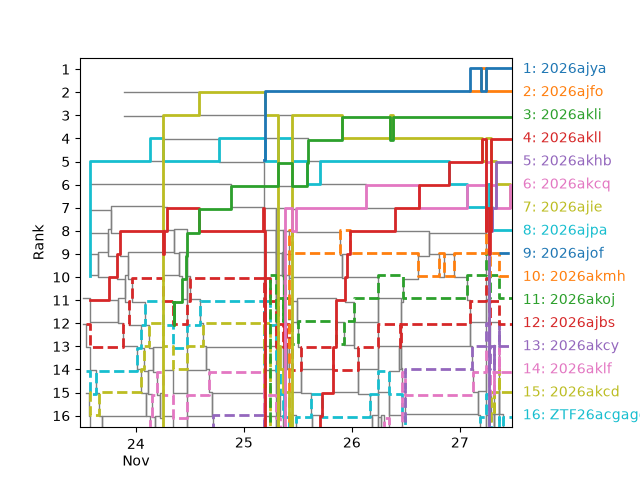 Rank
1
2
3
4
5
6
7
8
9
10
11
12
13
14
15
16
24
25
26
27
Nov
1: 2026ajya
2: 2026ajfo
3: 2026akli
4: 2026akll
5: 2026akhb
6: 2026akcq
7: 2026ajie
8: 2026ajpa
9: 2026ajof
10: 2026akmh
11: 2026akoj
12: 2026ajbs
13: 2026akcy
14: 2026aklf
15: 2026akcd
16: ZTF26acgag